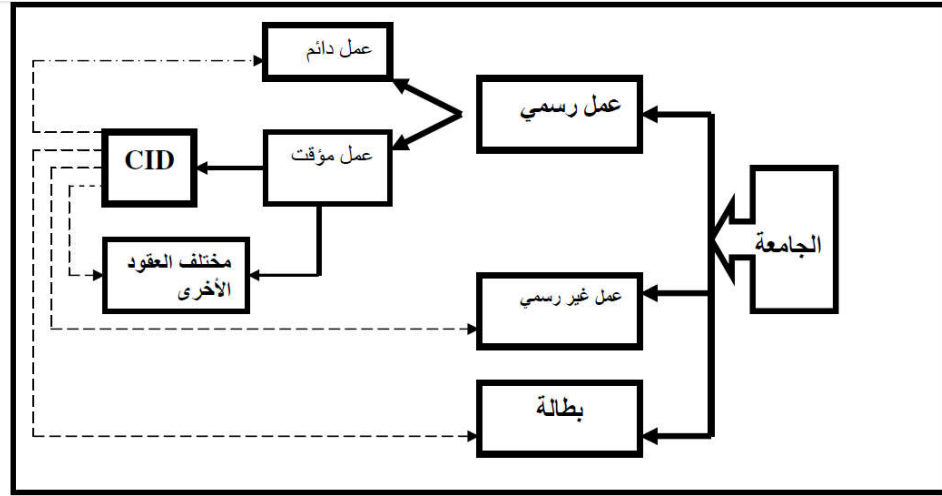 الجامعة
عمل رسمي
عمل غير رسمي
بطالة
عمل دائم
عمل مؤقت
CID
مختلف العقود
الأخرى